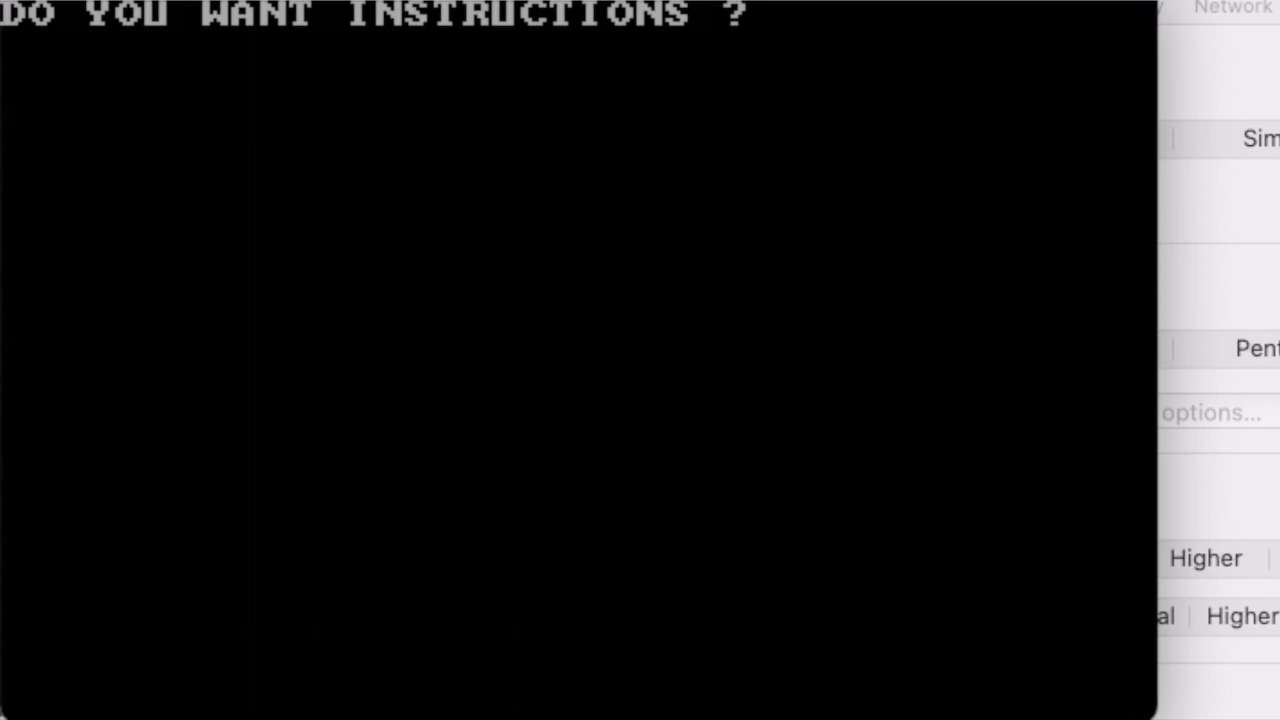 DO YOU WANT INSTRUCTIONS ?
Network
Sim
Pent
options...
Higher
al
Higher